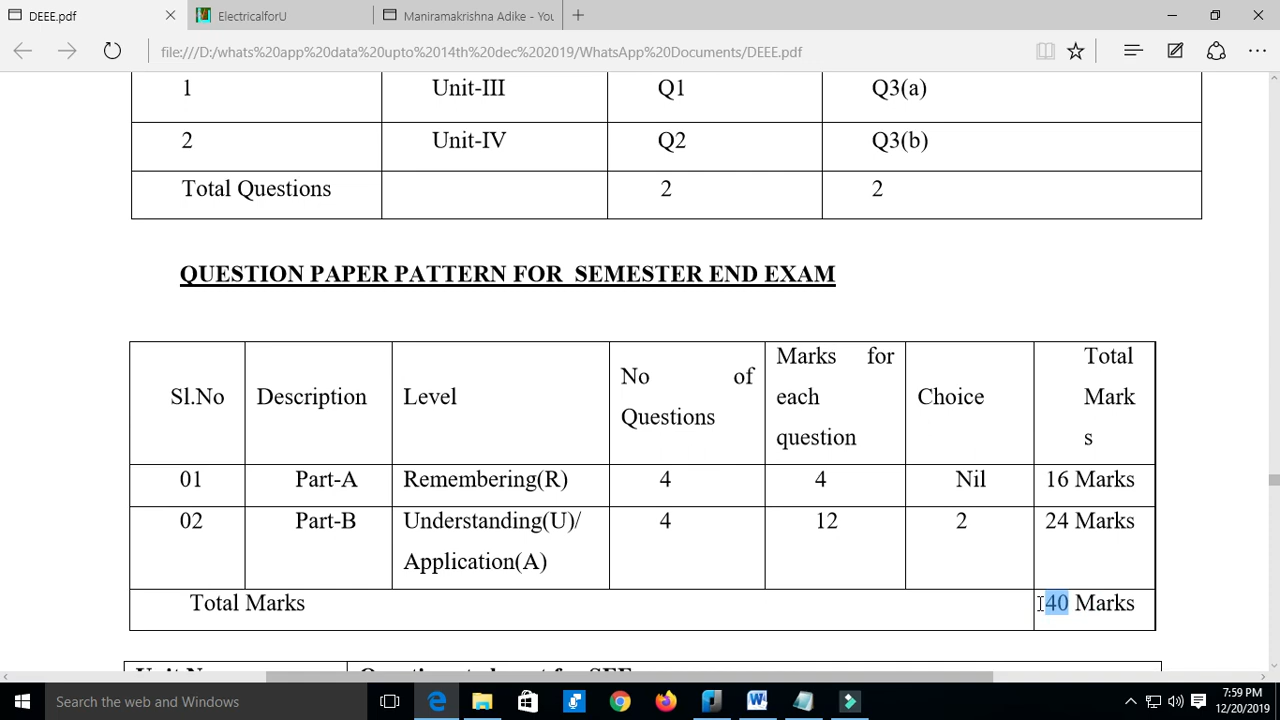 DEEE.pdf
ElectricalforU
Maniramakrishna Adike - You
file:///D:/whats%20app%20data%20upto%2014th%20dec%202019/WhatsApp%20Documents/DEEE.pdf
1 Unit-III Q1 Q3(a)
2 Unit-IV Q2 Q3(b)
Total Questions 2 2
QUESTION PAPER PATTERN FOR SEMESTER END EXAM
Sl.No Description Level No of Questions Marks for each question Choice Total Mark s
01 Part-A Remembering(R) 4 4 Nil 16 Marks
02 Part-B Understanding(U)/ 4 12 2 24 Marks
Application(A)
Total Marks 40 Marks
Search the web and Windows
7:59 PM
12/20/2019